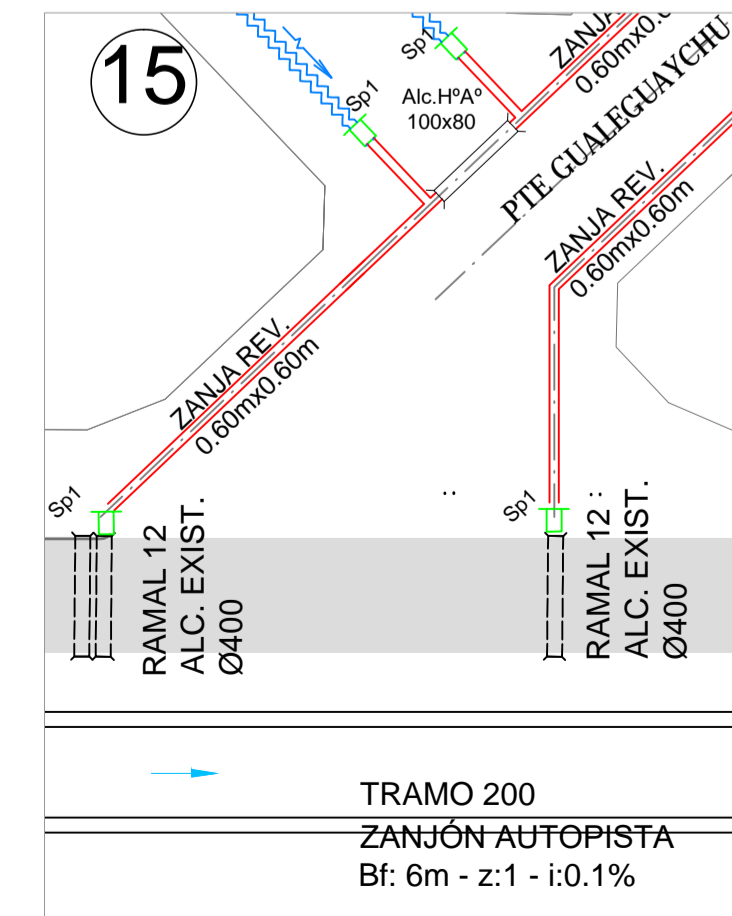 15
Sp1
Sp1
Alc.HºAº
100x80
ZANJA
0.60mx0.6
PTE GUALEGUAYCHU
ZANJA REV.
0.60mx0.60m
ZANJA REV.
0.60mx0.60m
Sp1
Sp1
RAMAL 12
ALC. EXIST.
Ø400
RAMAL 12
ALC. EXIST.
Ø400
TRAMO 200
ZANJÓN AUTOPISTA
Bf: 6m - z:1 - i:0.1%